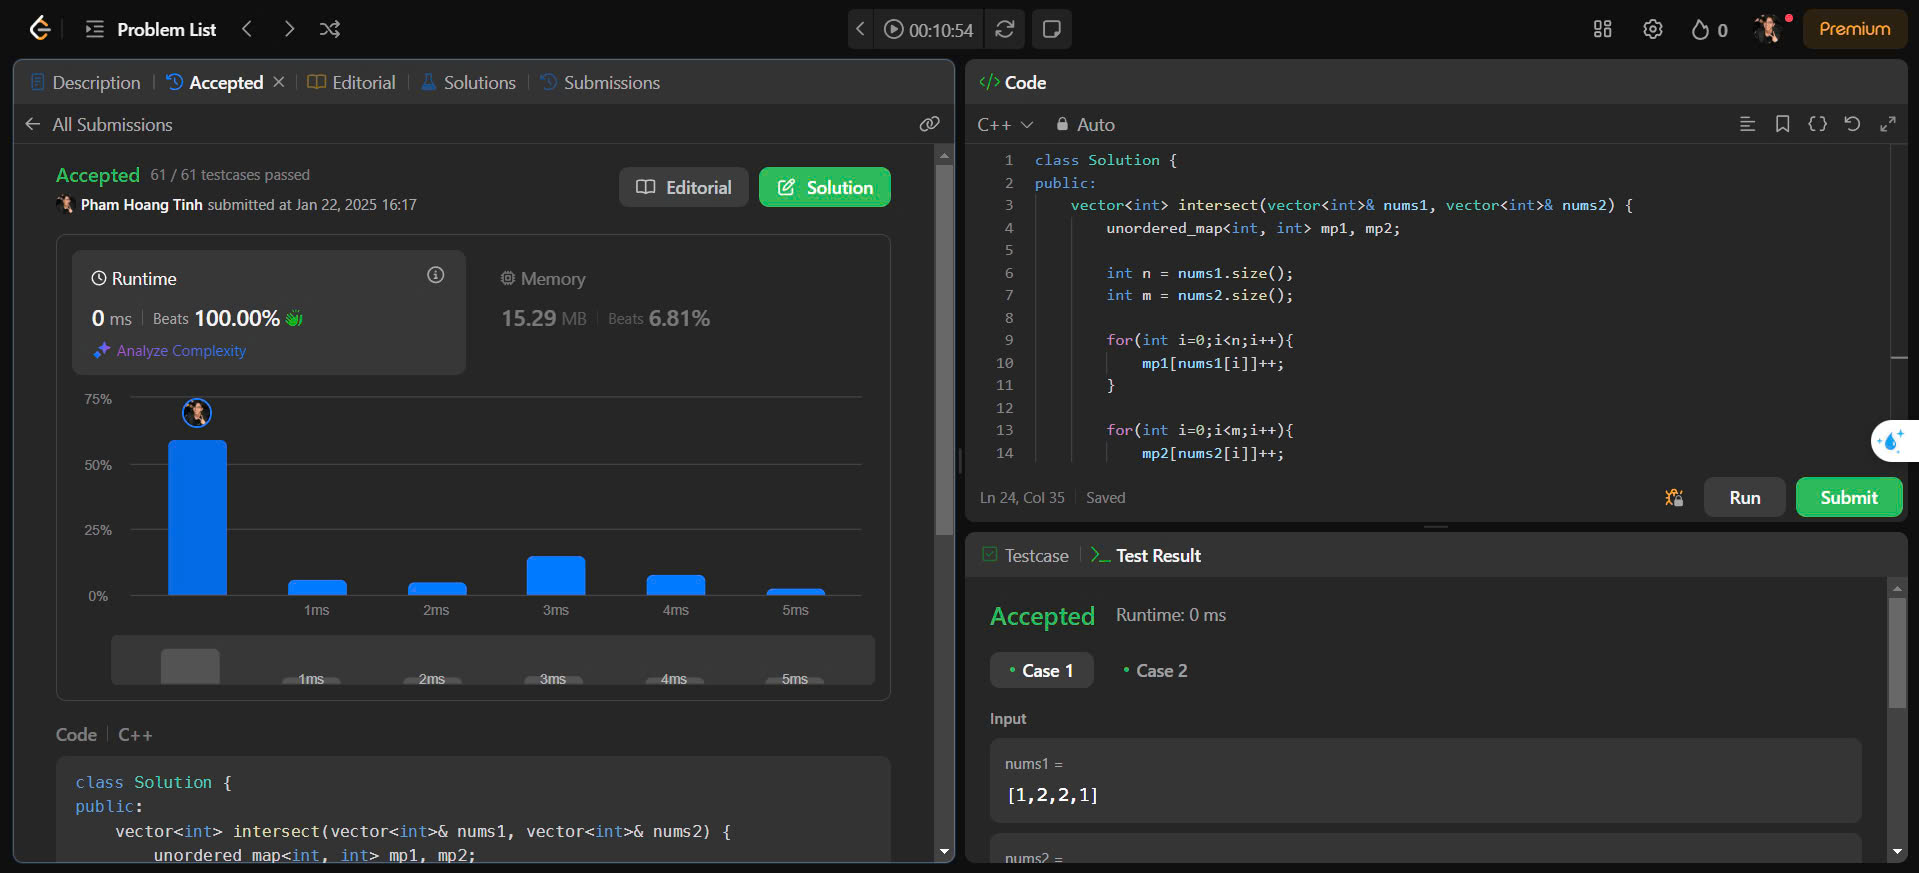 Problem List
00:10:54
0
Premium
Description
Accepted
Editorial
Solutions
Submissions
All Submissions
Accepted 61 / 61 testcases passed
Pham Hoang Tinh submitted at Jan 22, 2025 16:17
Editorial
Solution
Runtime
0 ms Beats 100.00%
Analyze Complexity
Memory
15.29 MB Beats 6.81%
75%
50%
25%
0%
1ms 2ms 3ms 4ms 5ms
1ms 2ms 3ms 4ms 5ms
Code C++
class Solution {
public:
    vector<int> intersect(vector<int>& nums1, vector<int>& nums2) {
        unordered_map<int, int> mp1, mp2;
Code
C++ Auto
1 class Solution {
2 public:
3     vector<int> intersect(vector<int>& nums1, vector<int>& nums2) {
4         unordered_map<int, int> mp1, mp2;
5
6         int n = nums1.size();
7         int m = nums2.size();
8
9         for(int i=0;i<n;i++){
10             mp1[nums1[i]]++;
11         }
12
13         for(int i=0;i<m;i++){
14             mp2[nums2[i]]++;
Ln 24, Col 35 Saved
Run
Submit
Testcase
Test Result
Accepted Runtime: 0 ms
• Case 1
• Case 2
Input
nums1 =
[1,2,2,1]
nums2 =